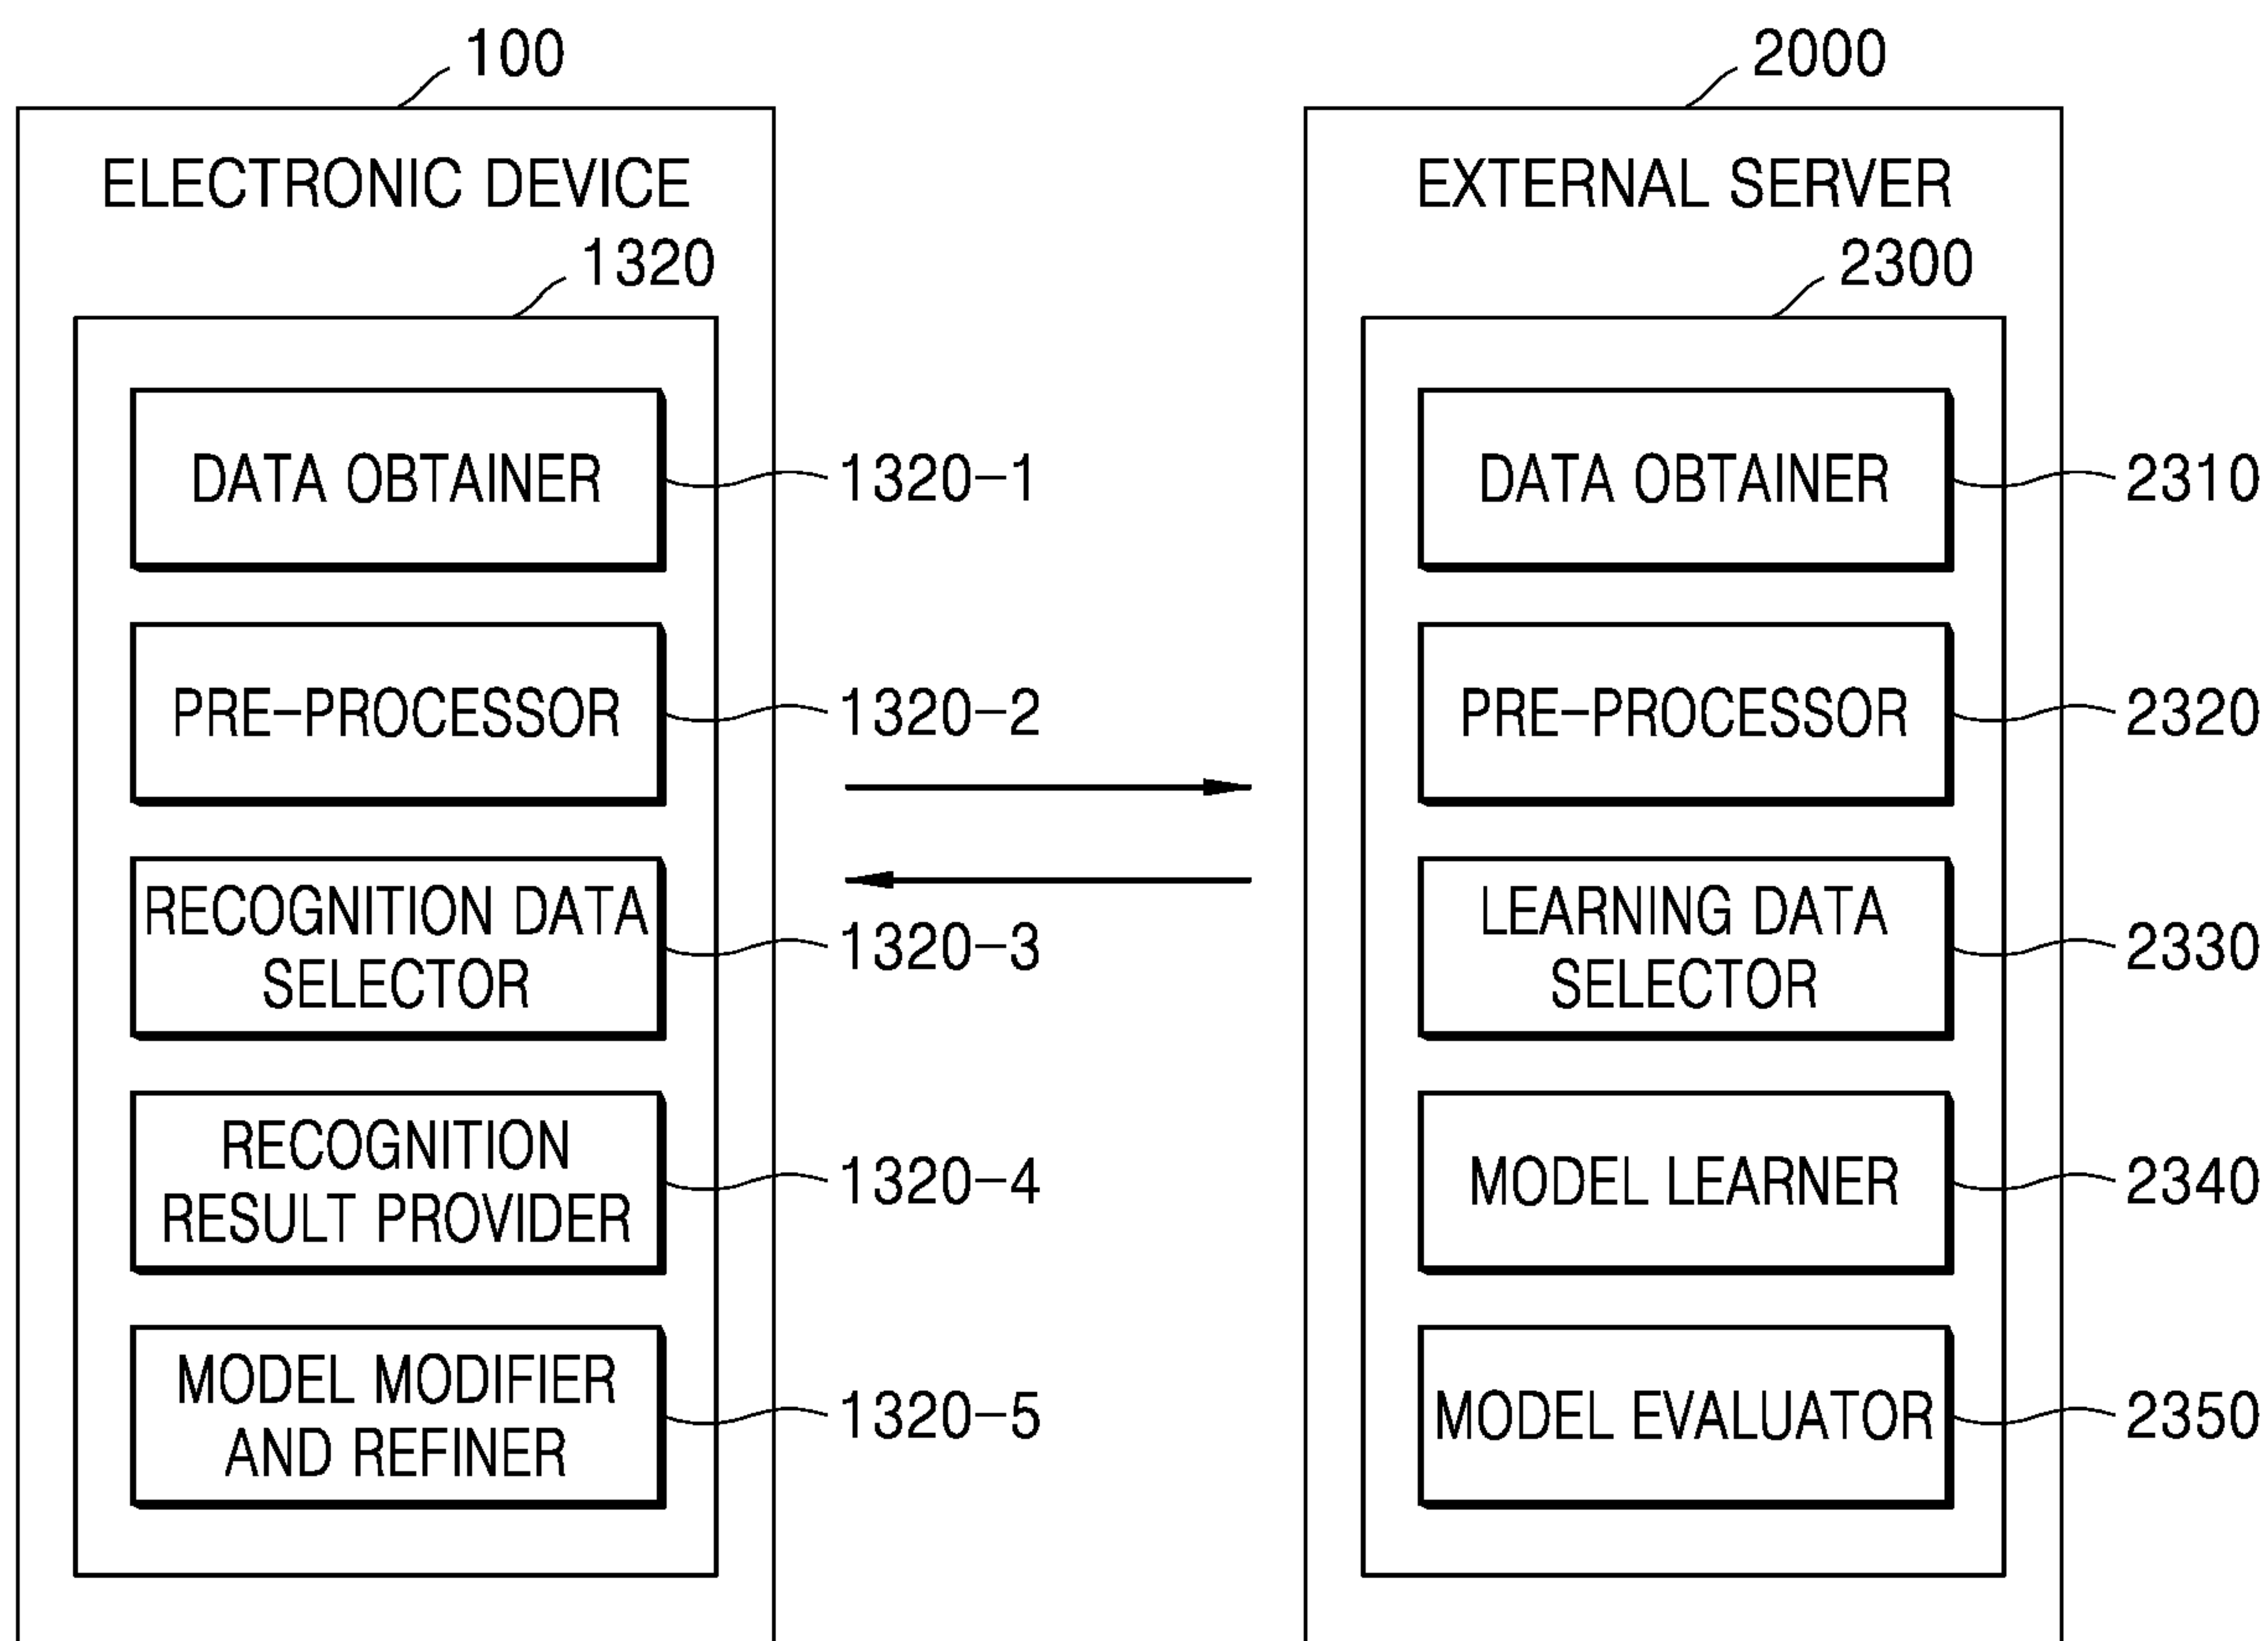 100
ELECTRONIC DEVICE
1320
DATA OBTAINER
1320-1
PRE-PROCESSOR
1320-2
RECOGNITION DATA
SELECTOR
1320-3
RECOGNITION
RESULT PROVIDER
1320-4
MODEL MODIFIER
AND REFINER
1320-5
2000
EXTERNAL SERVER
2300
DATA OBTAINER
2310
PRE-PROCESSOR
2320
LEARNING DATA
SELECTOR
2330
MODEL LEARNER
2340
MODEL EVALUATOR
2350